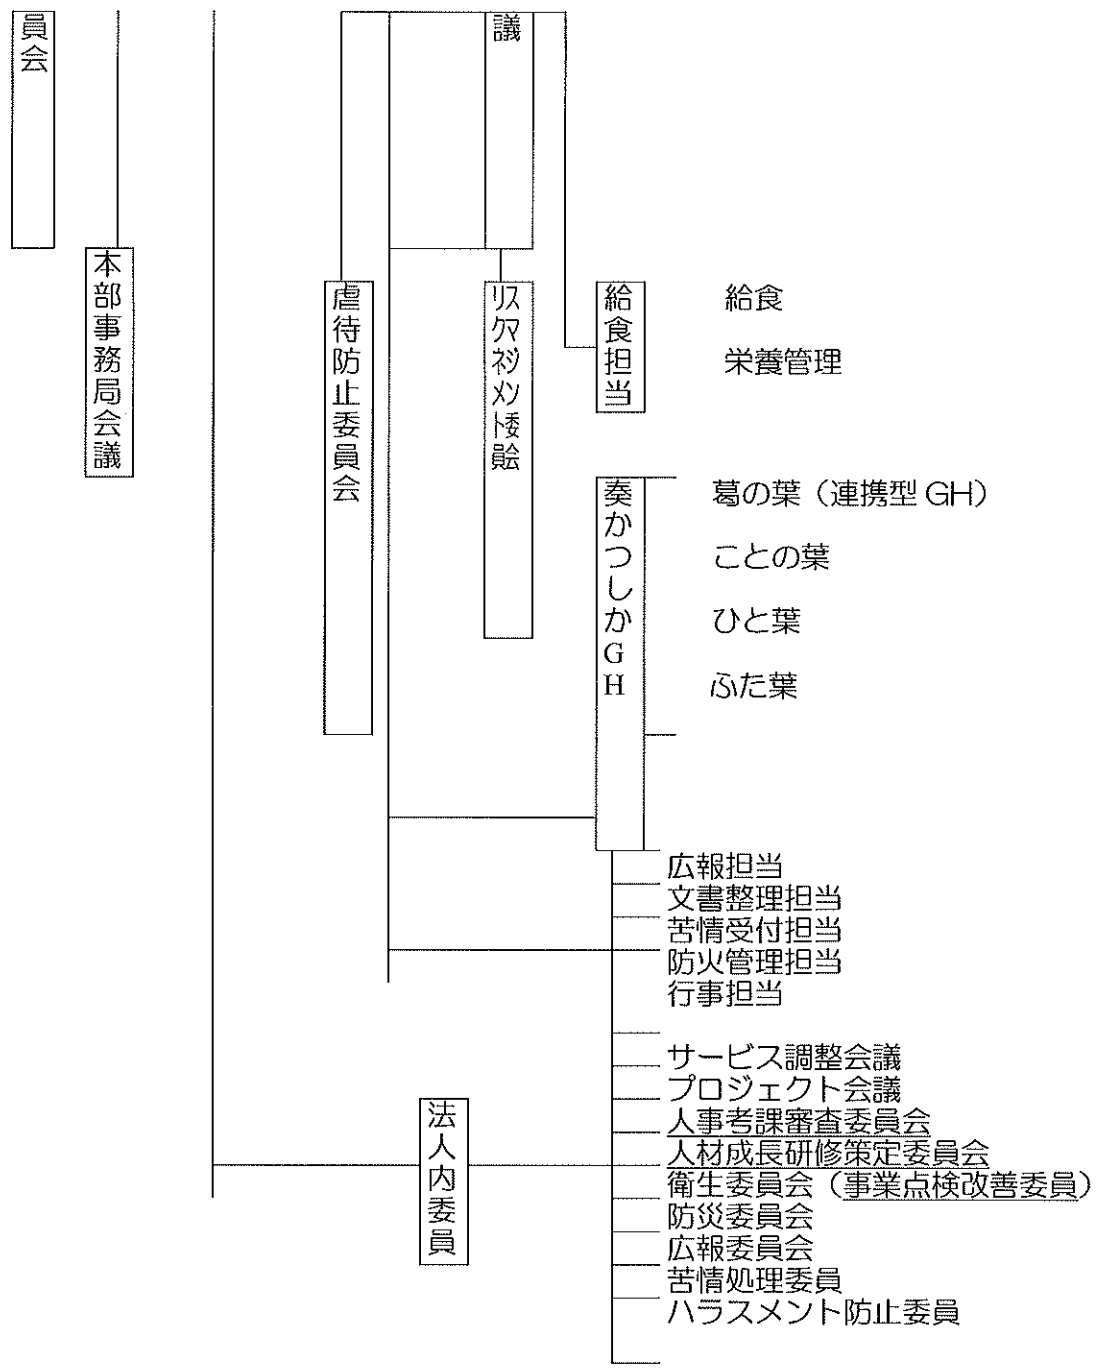 員会
議
本部事務局会議
虐待防止委員会
リスクマネジメント委員会
給食担当
給食
栄養管理
奏かつしかGH
葛の葉（連携型GH）
ことの葉
ひと葉
ふた葉
広報担当
文書整理担当
苦情受付担当
防火管理担当
行事担当
法人内委員
サービス調整会議
プロジェクト会議
人事考課審査委員会
人材成長研修策定委員会
衛生委員会（事業点検改善委員）
防災委員会
広報委員会
苦情処理委員
ハラスメント防止委員